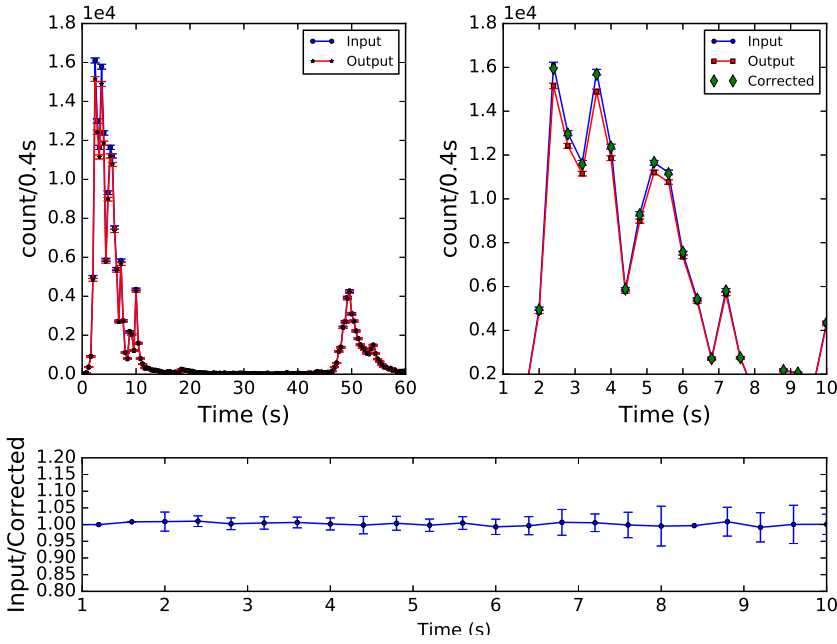 1e4
1.8
1.6
1.4
1.2
1.0
0.8
0.6
0.4
0.2
0.0
count/0.4s
0 10 20 30 40 50 60
Time (s)
Input
Output
1e4
1.8
1.6
1.4
1.2
1.0
0.8
0.6
0.4
0.2
count/0.4s
1 2 3 4 5 6 7 8 9 10
Time (s)
Input
Output
Corrected
1.20
1.15
1.10
1.05
1.00
0.95
0.90
0.85
0.80
Input/Corrected
1 2 3 4 5 6 7 8 9 10
Time (s)